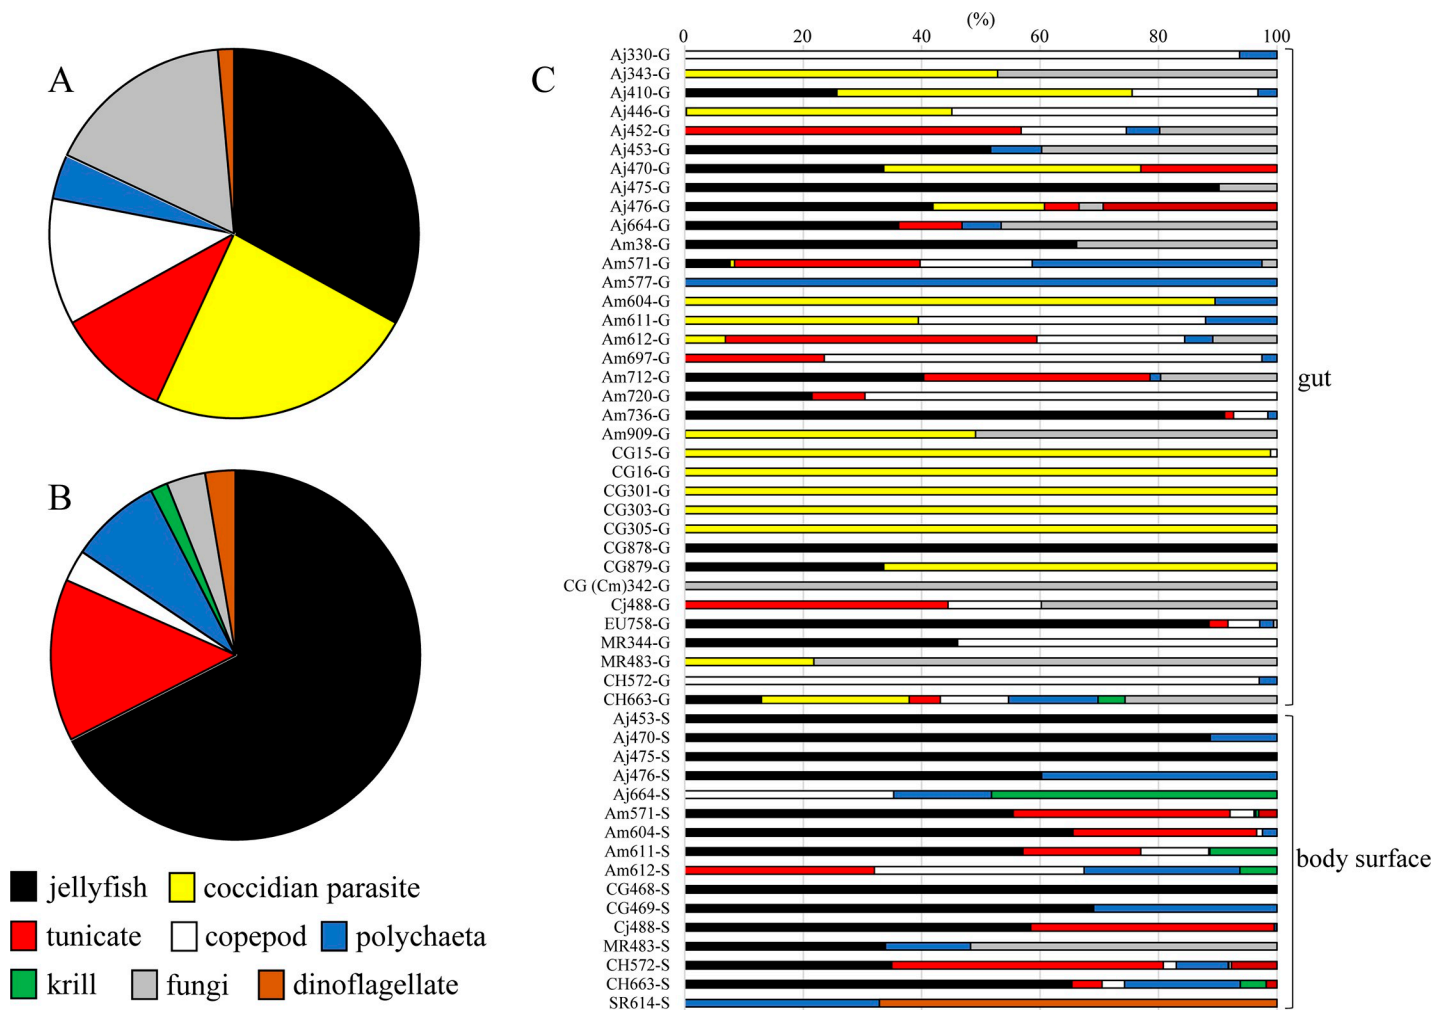 A
B
jellyfish
coccidian parasite
tunicate
copepod
polychaeta
krill
fungi
dinoflagellate
C
(%)
0 20 40 60 80 100
Aj330-G
Aj343-G
Aj410-G
Aj446-G
Aj452-G
Aj453-G
Aj470-G
Aj475-G
Aj476-G
Aj664-G
Am38-G
Am571-G
Am577-G
Am604-G
Am611-G
Am612-G
Am697-G
Am712-G
Am720-G
Am736-G
Am909-G
CG15-G
CG16-G
CG301-G
CG303-G
CG305-G
CG878-G
CG879-G
CG (Cm)342-G
Cj488-G
EU758-G
MR344-G
MR483-G
CH572-G
CH663-G
gut
Aj453-S
Aj470-S
Aj475-S
Aj476-S
Aj664-S
Am571-S
Am604-S
Am611-S
Am612-S
CG468-S
CG469-S
Cj488-S
MR483-S
CH572-S
CH663-S
SR614-S
body surface